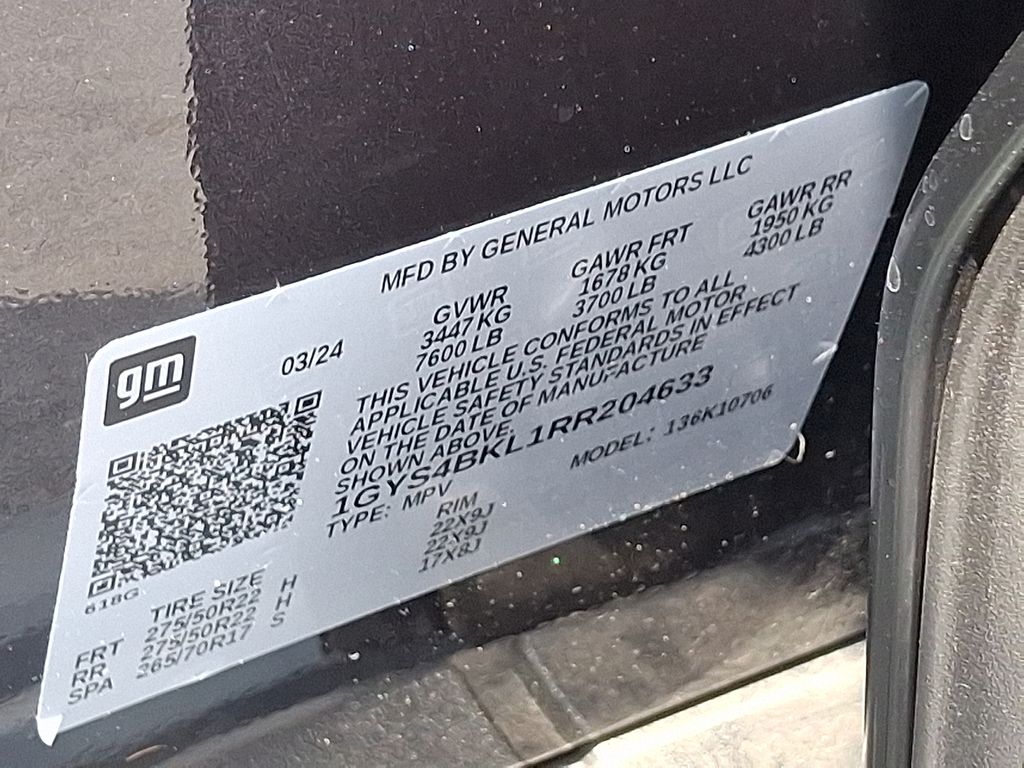 MFD BY GENERAL MOTORS LLC
gm
03/24
GVWR GAWR FRT GAWR RR
3447 KG 1678 KG 1950 KG
7600 LB 3700 LB 4300 LB
THIS VEHICLE CONFORMS TO ALL
APPLICABLE U.S. FEDERAL MOTOR
VEHICLE SAFETY STANDARDS IN EFFECT
ON THE DATE OF MANUFACTURE
SHOWN ABOVE.
1GYS4BKL1RR204633
TYPE: MPV MODEL: 136K10706
618G
TIRE SIZE RIM
FRT 275/50R22 H 22X9J
RR 275/50R22 H 22X9J
SPA 265/70R17 S 17X8J